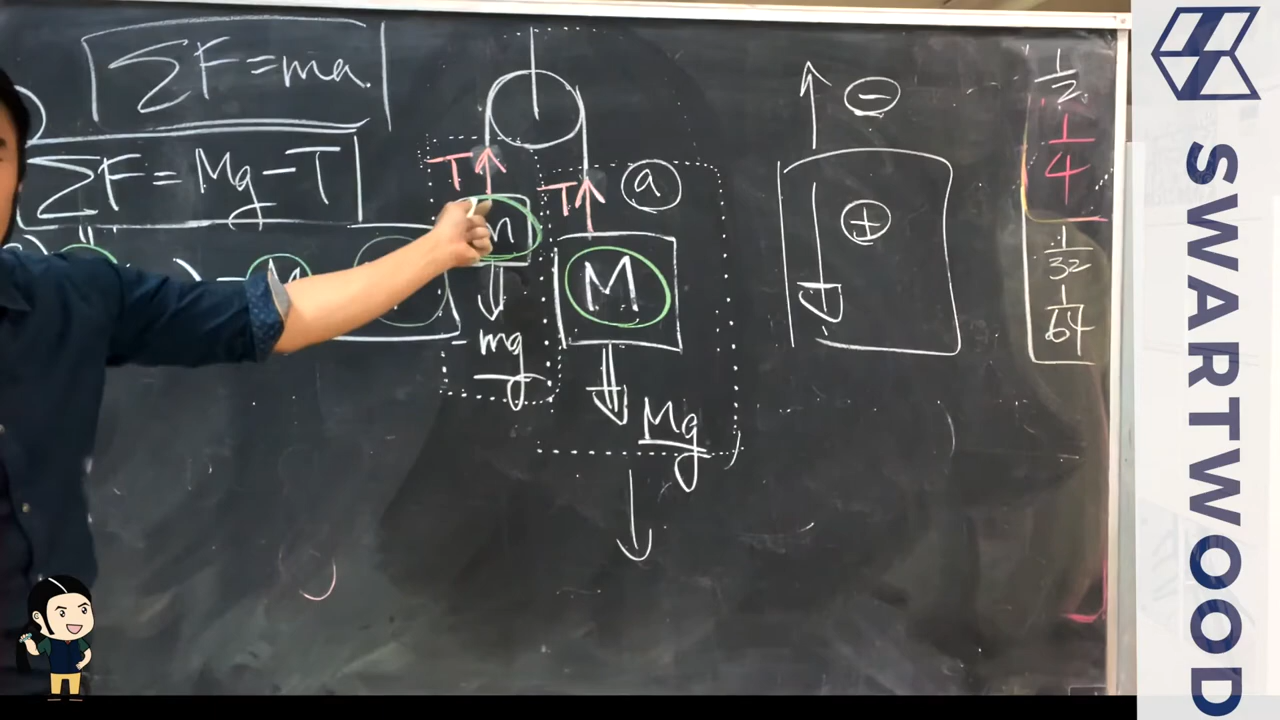 ΣF=ma.
ΣF=Mg-T
T
T
a
m
M
mg
Mg
-
+
1/2
1/4
1/32
1/64
SWARTWOOD